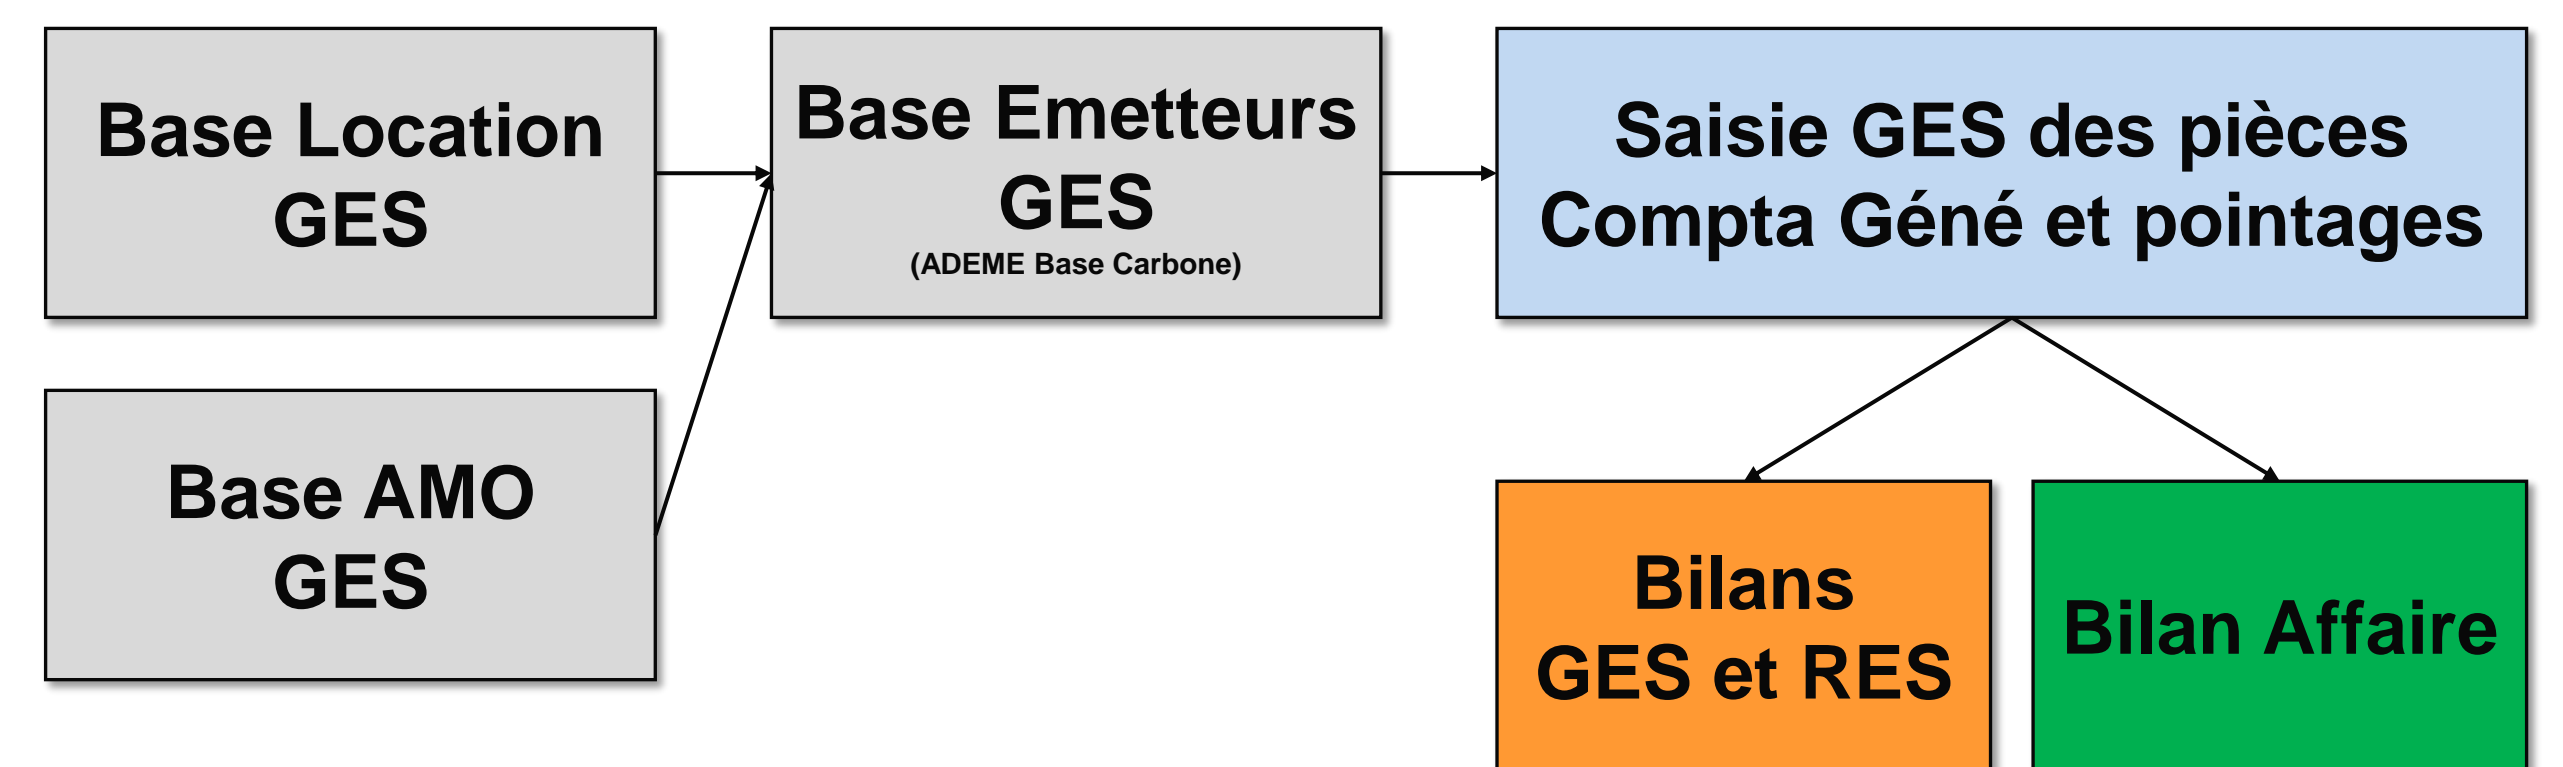 Base Location
GES
Base Emetteurs
GES
(ADEME Base Carbone)
Saisie GES des pièces
Compta Géné et pointages
Base AMO
GES
Bilans
GES et RES
Bilan Affaire